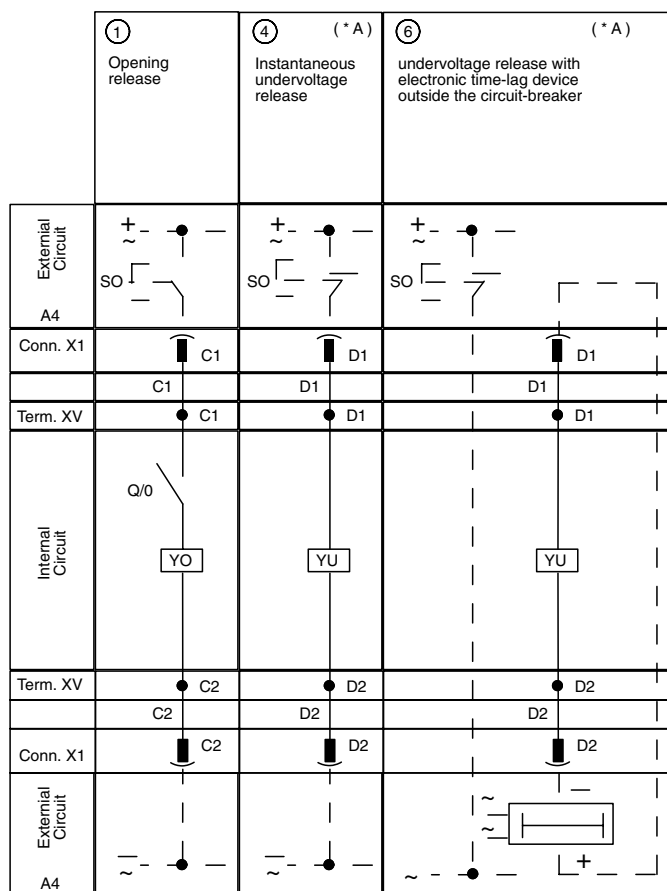 1
Opening
release
4 ( * A )
Instantaneous
undervoltage
release
6 ( * A )
undervoltage release with
electronic time-lag device
outside the circuit-breaker
Externial
Circuit
A4
+
~
SO
+
~
SO
+
~
SO
Conn. X1
C1
D1
D1
C1
D1
D1
Term. XV
C1
D1
D1
Internal
Circuit
Q/0
YO
YU
YU
Term. XV
C2
D2
D2
C2
D2
D2
Conn. X1
C2
D2
D2
Externial
Circuit
A4
~
~
~
~
~
+